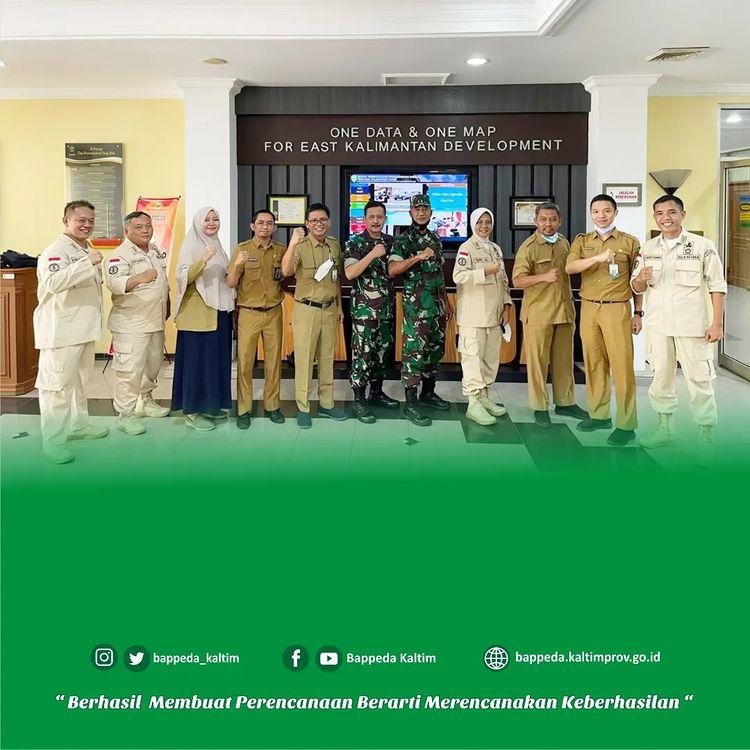 ONE DATA & ONE MAP
FOR EAST KALIMANTAN DEVELOPMENT
bappeda_kaltim
Bappeda Kaltim
bappeda.kaltimprov.go.id
“ Berhasil Membuat Perencanaan Berarti Merencanakan Keberhasilan “